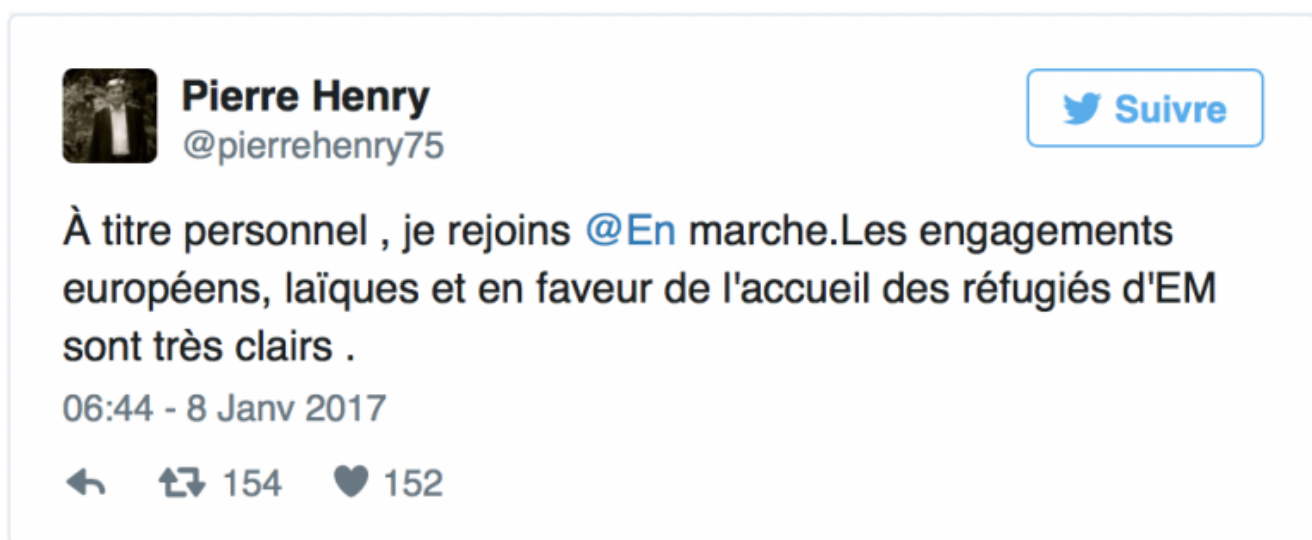 Pierre Henry
@pierrehenry75
Suivre
À titre personnel , je rejoins @En marche.Les engagements
européens, laïques et en faveur de l'accueil des réfugiés d'EM
sont très clairs .
06:44 - 8 Janv 2017
154 152